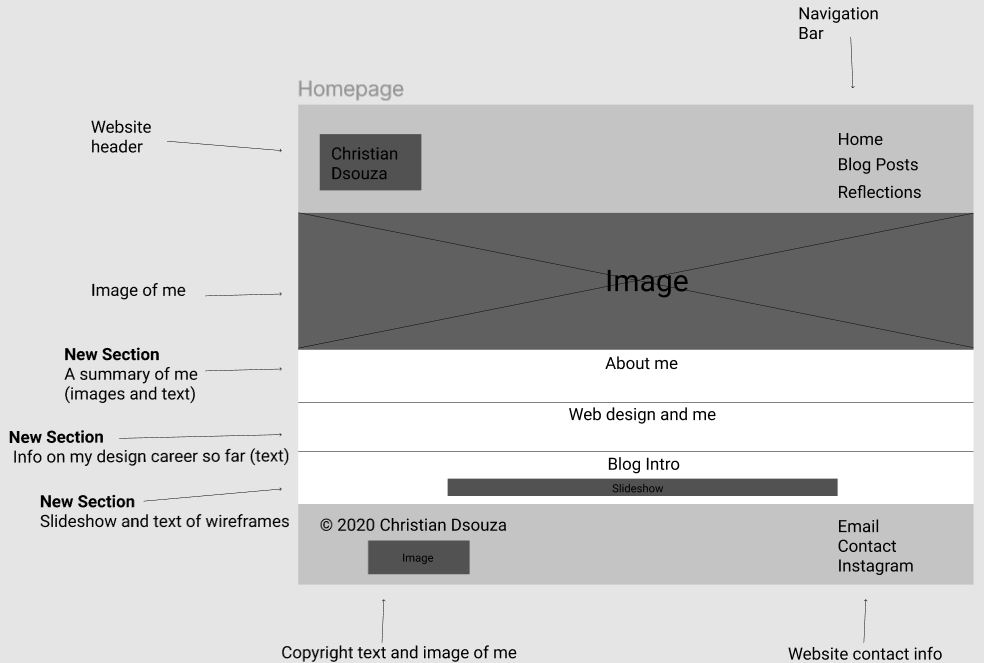 Navigation
Bar
Homepage
Website
header
Christian
Dsouza
Home
Blog Posts
Reflections
Image of me
Image
New Section
A summary of me
(images and text)
About me
New Section
Info on my design career so far (text)
Web design and me
New Section
Slideshow and text of wireframes
Blog Intro
Slideshow
© 2020 Christian Dsouza
Image
Email
Contact
Instagram
Copyright text and image of me
Website contact info